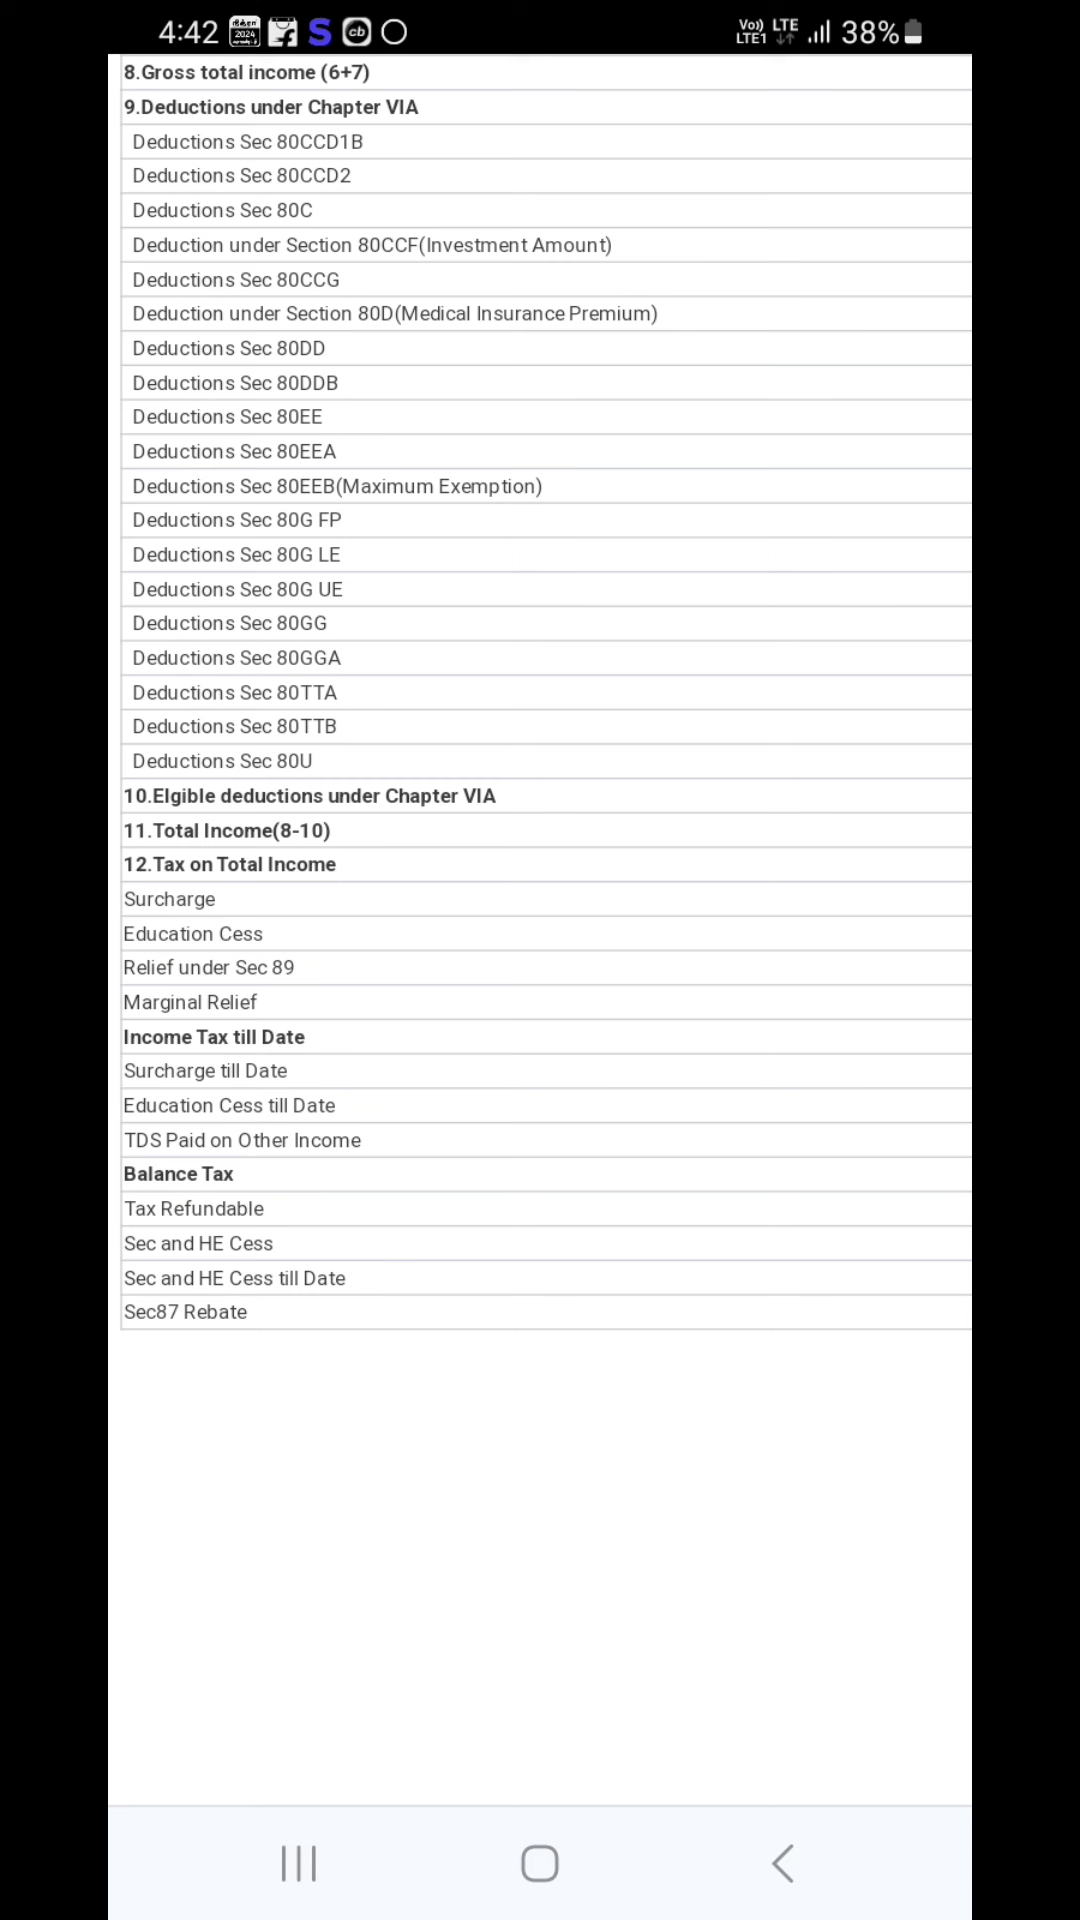 4:42 2024 S cb Vo)) LTE1 LTE 38%
8.Gross total income (6+7)
9.Deductions under Chapter VIA
Deductions Sec 80CCD1B
Deductions Sec 80CCD2
Deductions Sec 80C
Deduction under Section 80CCF(Investment Amount)
Deductions Sec 80CCG
Deduction under Section 80D(Medical Insurance Premium)
Deductions Sec 80DD
Deductions Sec 80DDB
Deductions Sec 80EE
Deductions Sec 80EEA
Deductions Sec 80EEB(Maximum Exemption)
Deductions Sec 80G FP
Deductions Sec 80G LE
Deductions Sec 80G UE
Deductions Sec 80GG
Deductions Sec 80GGA
Deductions Sec 80TTA
Deductions Sec 80TTB
Deductions Sec 80U
10.Elgible deductions under Chapter VIA
11.Total Income(8-10)
12.Tax on Total Income
Surcharge
Education Cess
Relief under Sec 89
Marginal Relief
Income Tax till Date
Surcharge till Date
Education Cess till Date
TDS Paid on Other Income
Balance Tax
Tax Refundable
Sec and HE Cess
Sec and HE Cess till Date
Sec87 Rebate